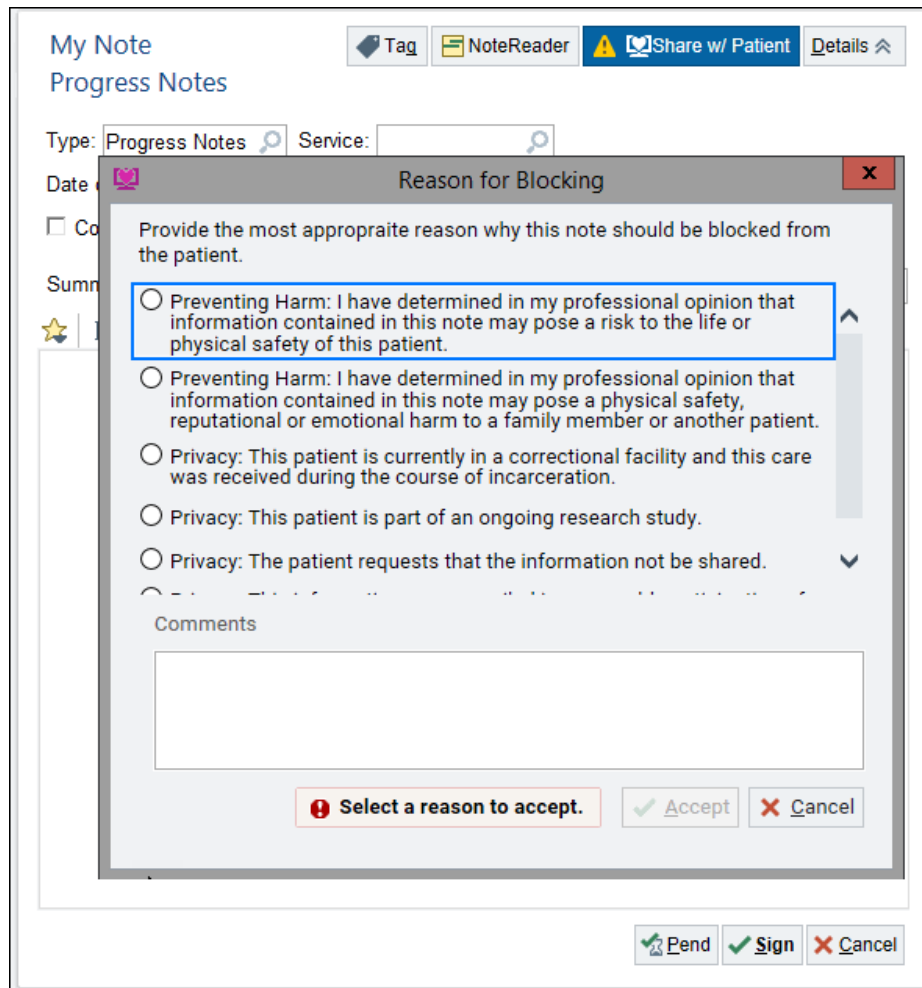 My Note
Progress Notes
Tag
NoteReader
Share w/ Patient
Details
Type: Progress Notes Service:
Date
Co
Summ
Reason for Blocking
x
Provide the most appropraite reason why this note should be blocked from
the patient.
Preventing Harm: I have determined in my professional opinion that
information contained in this note may pose a risk to the life or
physical safety of this patient.
Preventing Harm: I have determined in my professional opinion that
information contained in this note may pose a physical safety,
reputational or emotional harm to a family member or another patient.
Privacy: This patient is currently in a correctional facility and this care
was received during the course of incarceration.
Privacy: This patient is part of an ongoing research study.
Privacy: The patient requests that the information not be shared.
Comments
Select a reason to accept.
Accept
Cancel
Pend
Sign
Cancel